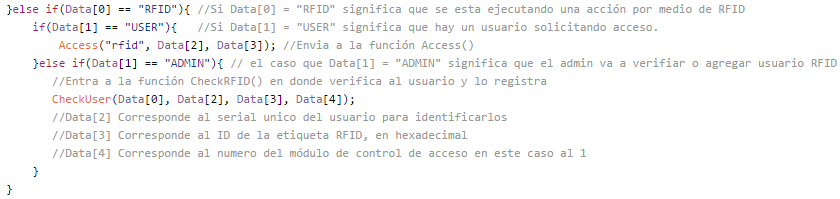 }else if(Data[0] == "RFID"){ //Si Data[0] = "RFID" significa que se esta ejecutando una acción por medio de RFID
if(Data[1] == "USER"){ //Si Data[1] = "USER" significa que hay un usuario solicitando acceso.
Access("rfid", Data[2], Data[3]); //Envia a la función Access()
}else if(Data[1] == "ADMIN"){ // el caso que Data[1] = "ADMIN" significa que el admin va a verifiar o agregar usuario RFID
//Entra a la función CheckRFID() en donde verifica al usuario y lo registra
CheckUser(Data[0], Data[2], Data[3], Data[4]);
//Data[2] Corresponde al serial unico del usuario para identificarlos
//Data[3] Corresponde al ID de la etiqueta RFID, en hexadecimal
//Data[4] Corresponde al numero del módulo de control de acceso en este caso al 1
}
}